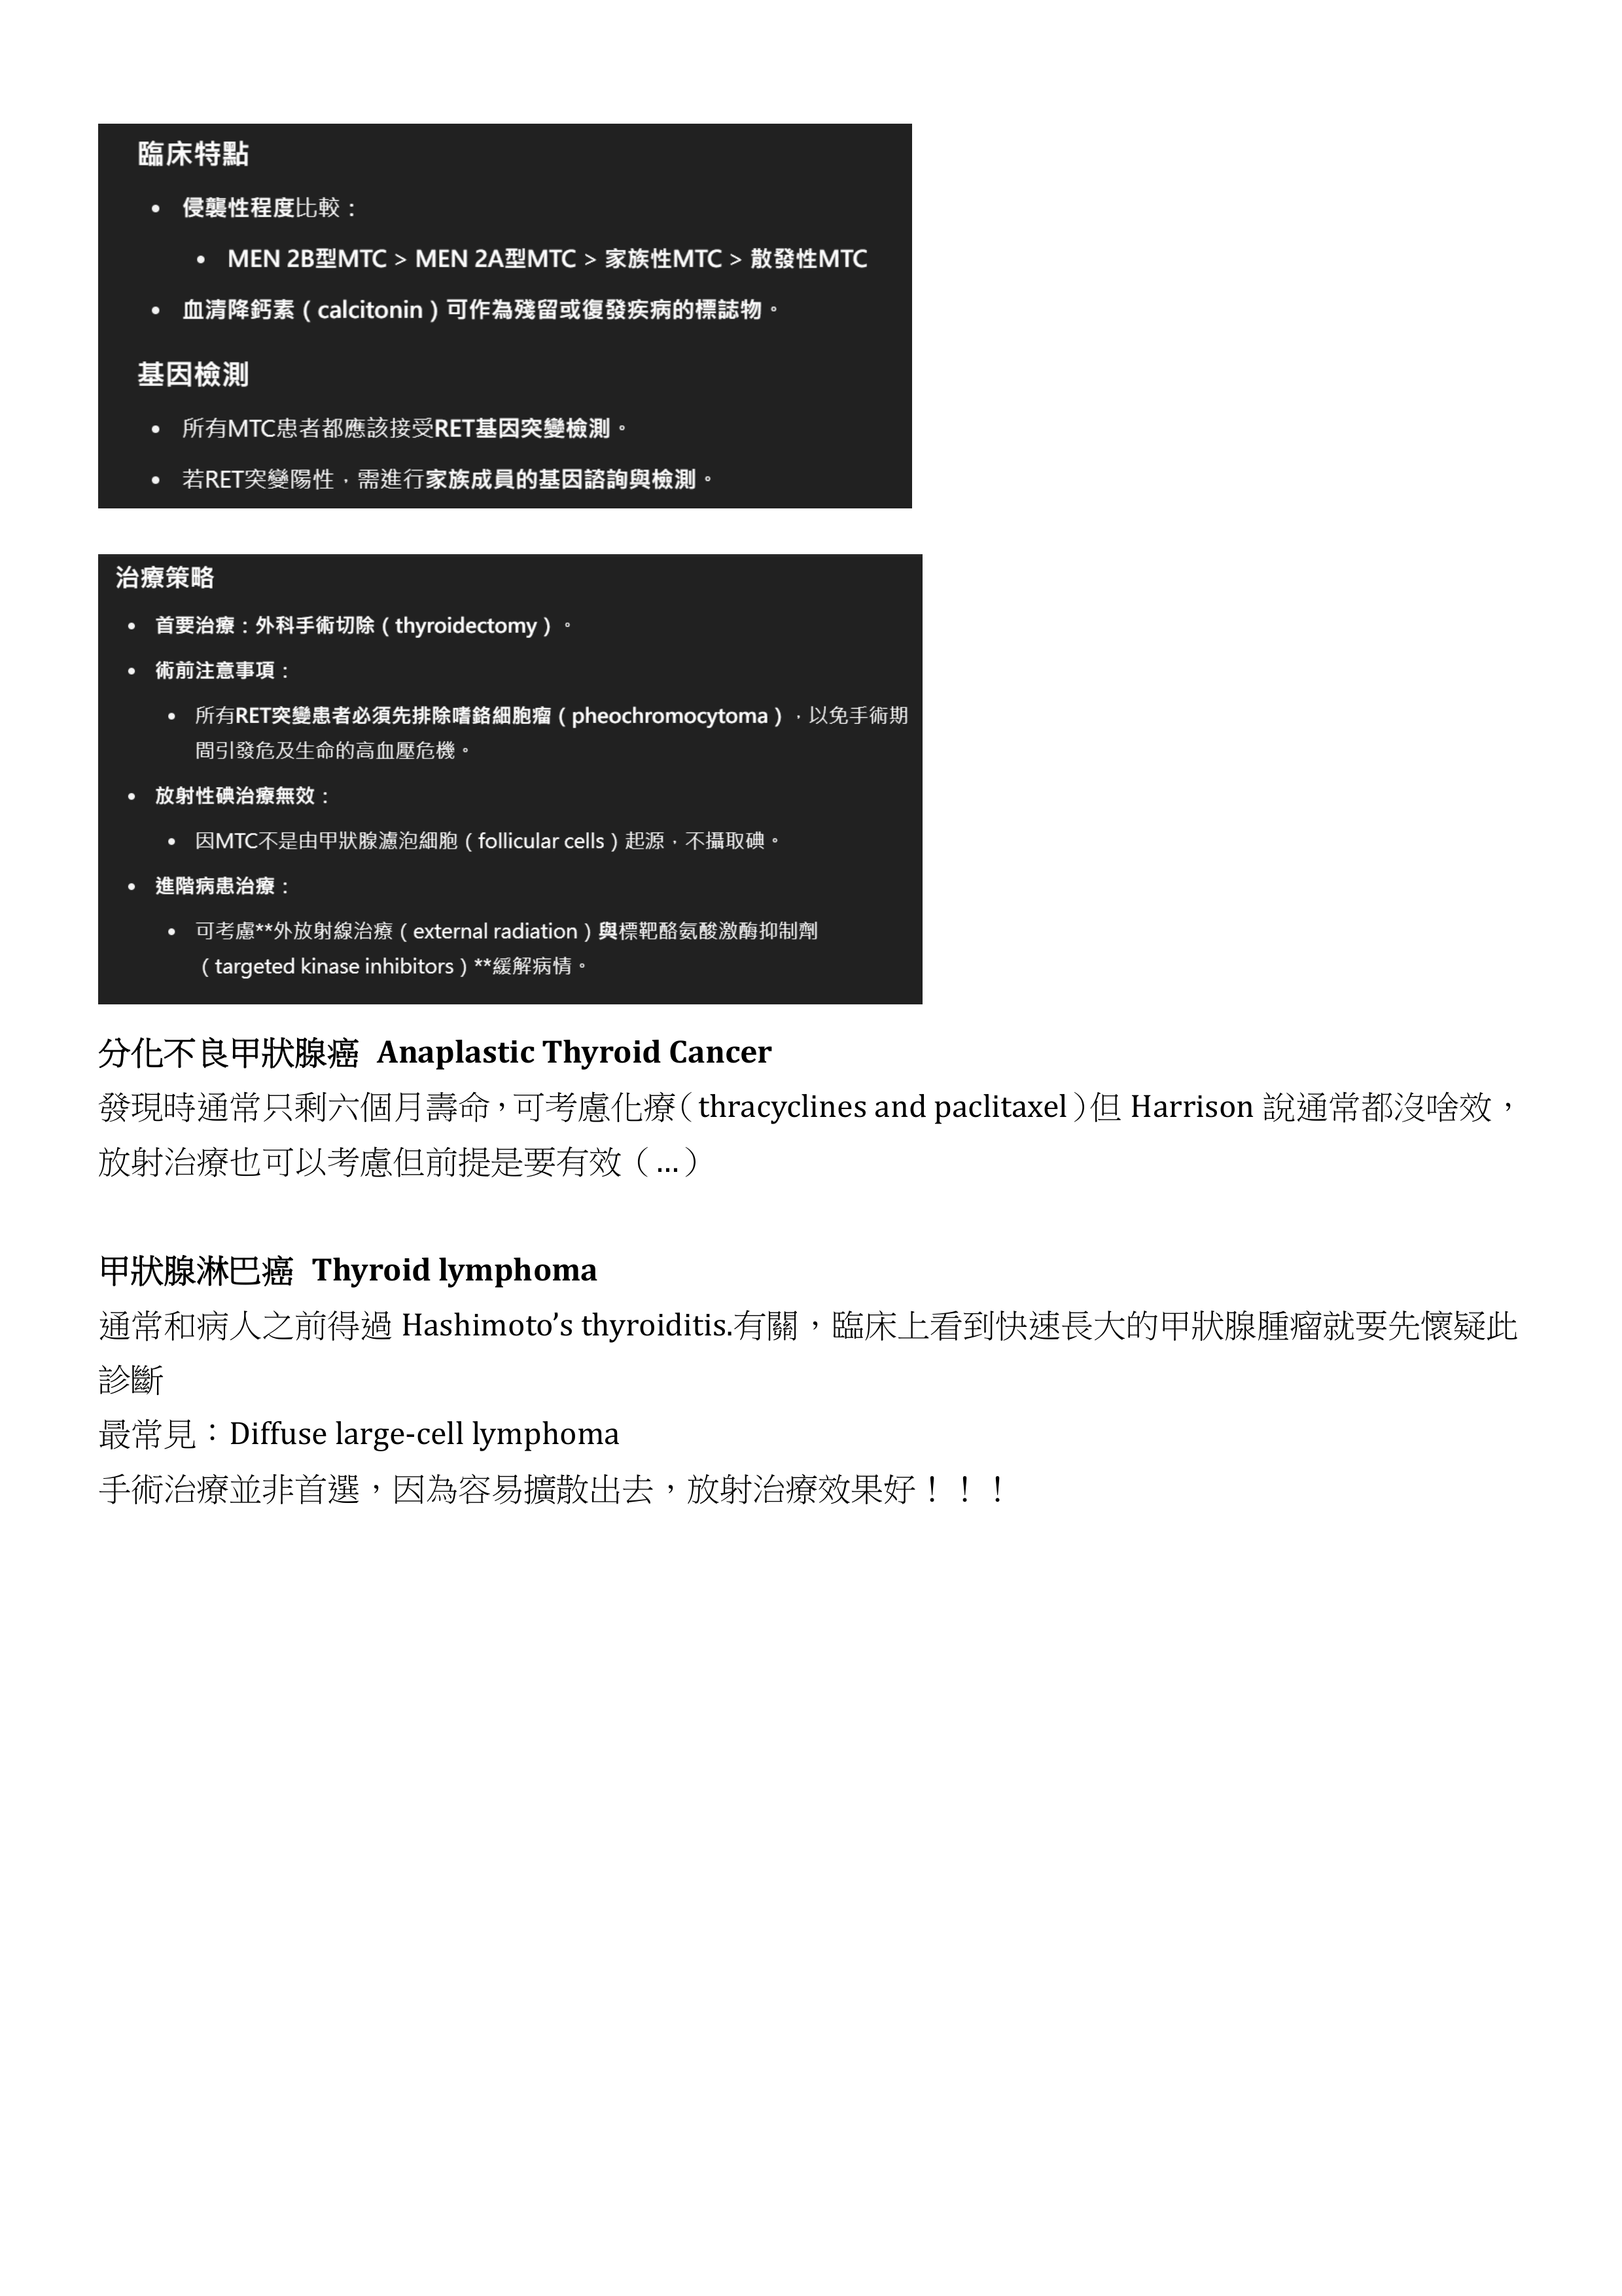 臨床特點
• 侵襲性程度比較：
• MEN 2B型MTC > MEN 2A型MTC > 家族性MTC > 散發性MTC
• 血清降鈣素（calcitonin）可作為殘留或復發疾病的標誌物。
基因檢測
• 所有MTC患者都應該接受RET基因突變檢測。
• 若RET突變陽性，需進行家族成員的基因諮詢與檢測。
治療策略
• 首要治療：外科手術切除（thyroidectomy）。
• 術前注意事項：
• 所有RET突變患者必須先排除嗜鉻細胞瘤（pheochromocytoma），以免手術期
間引發危及生命的高血壓危機。
• 放射性碘治療無效：
• 因MTC不是由甲狀腺濾泡細胞（follicular cells）起源，不攝取碘。
• 進階病患治療：
• 可考慮**外放射線治療（external radiation）與標靶酪氨酸激酶抑制劑
（targeted kinase inhibitors）**緩解病情。
分化不良甲狀腺癌 Anaplastic Thyroid Cancer
發現時通常只剩六個月壽命，可考慮化療（thracyclines and paclitaxel）但 Harrison 說通常都沒啥效，
放射治療也可以考慮但前提是要有效（…）
甲狀腺淋巴癌 Thyroid lymphoma
通常和病人之前得過 Hashimoto’s thyroiditis.有關，臨床上看到快速長大的甲狀腺腫瘤就要先懷疑此
診斷
最常見：Diffuse large-cell lymphoma
手術治療並非首選，因為容易擴散出去，放射治療效果好！！！